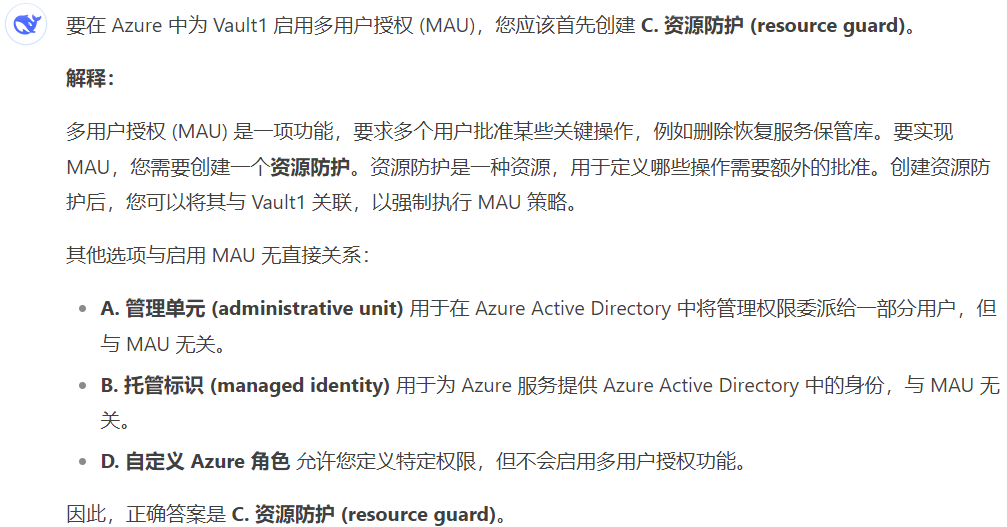 要在 Azure 中为 Vault1 启用多用户授权 (MAU)，您应该首先创建 C. 资源防护 (resource guard)。
解释：
多用户授权 (MAU) 是一项功能，要求多个用户批准某些关键操作，例如删除恢复服务保管库。要实现
MAU，您需要创建一个资源防护。资源防护是一种资源，用于定义哪些操作需要额外的批准。创建资源防
护后，您可以将其与 Vault1 关联，以强制执行 MAU 策略。
其他选项与启用 MAU 无直接关系：
A. 管理单元 (administrative unit) 用于在 Azure Active Directory 中将管理权限委派给一部分用户，但
与 MAU 无关。
B. 托管标识 (managed identity) 用于为 Azure 服务提供 Azure Active Directory 中的身份，与 MAU 无
关。
D. 自定义 Azure 角色 允许您定义特定权限，但不会启用多用户授权功能。
因此，正确答案是 C. 资源防护 (resource guard)。